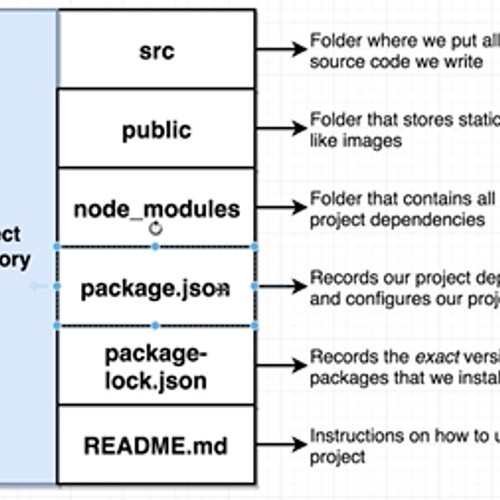 src
Folder where we put all
source code we write
public
Folder that stores static
like images
node_modules
Folder that contains all
project dependencies
ect
ory
package.json
Records our project dep
and configures our proje
package-
lock.json
Records the exact versi
packages that we instal
README.md
Instructions on how to u
project